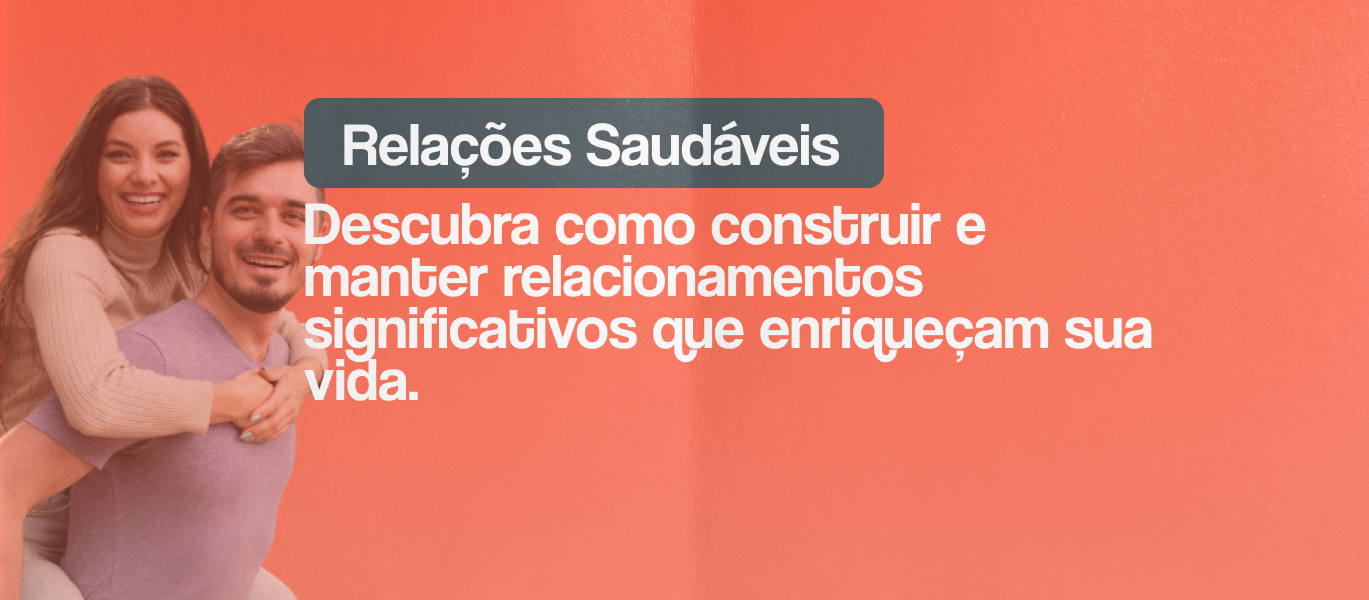 Relações Saudáveis
Descubra como construir e
manter relacionamentos
significativos que enriqueçam sua
vida.